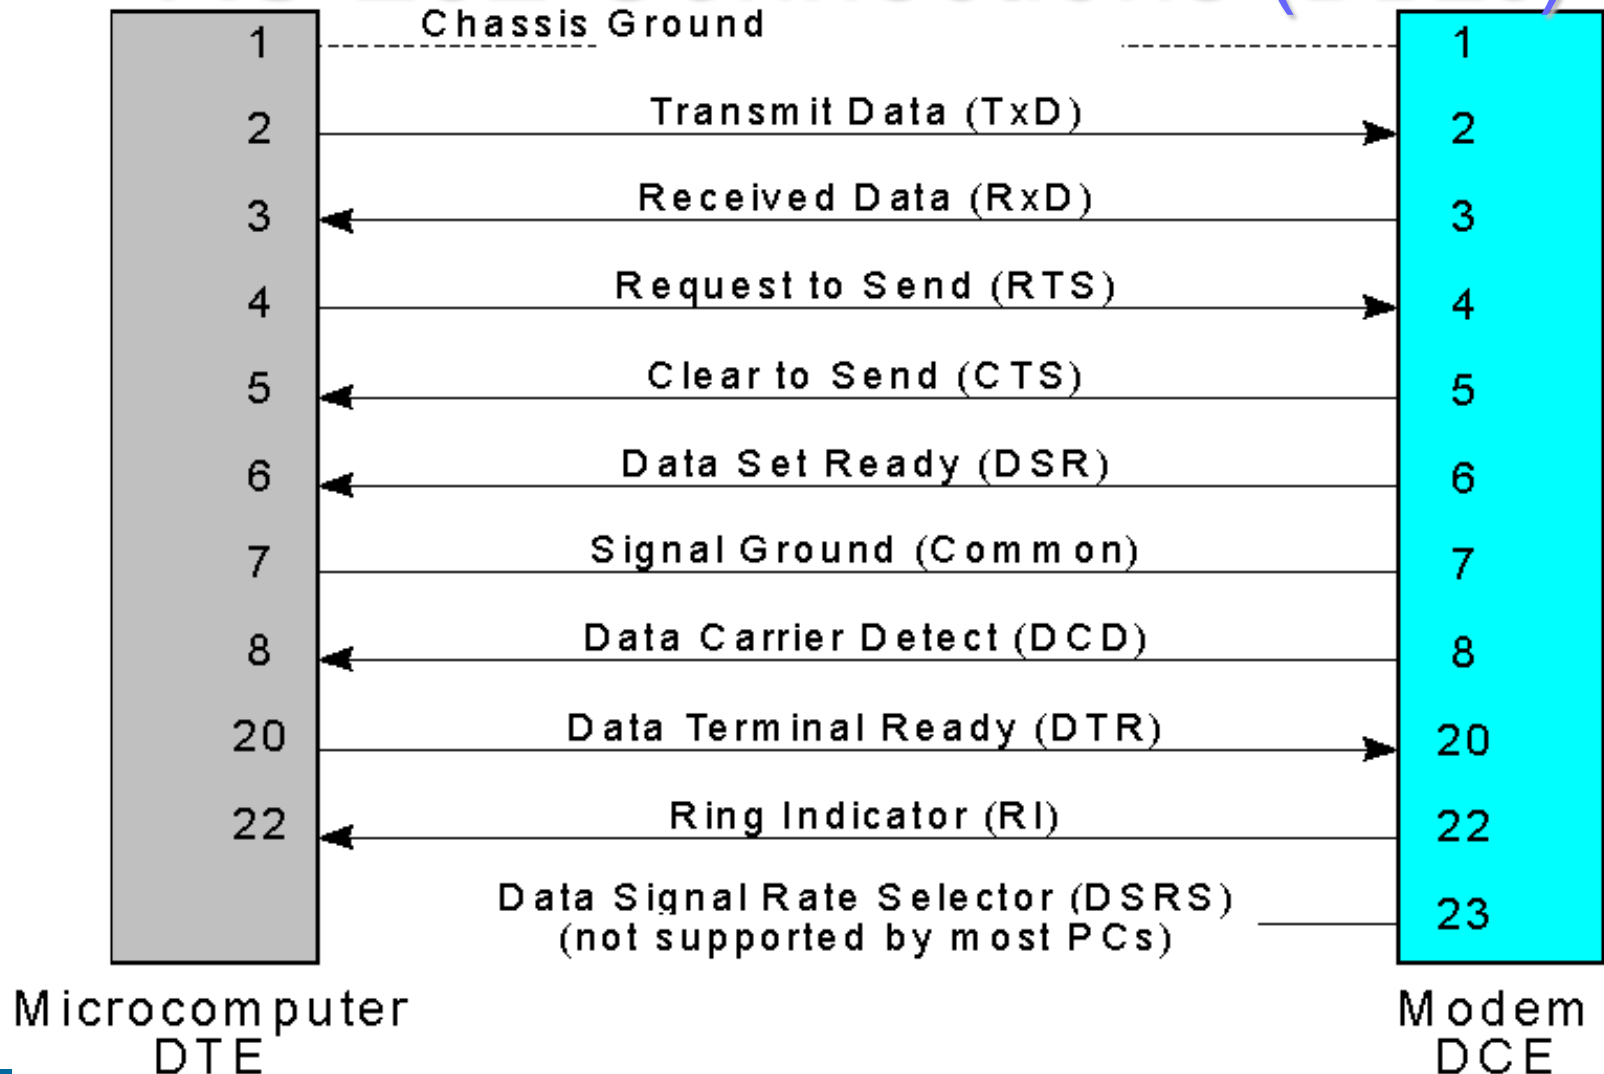 1 Chassis Ground 1
2 Transmit Data (TxD) 2
3 Received Data (RxD) 3
4 Request to Send (RTS) 4
5 Clear to Send (CTS) 5
6 Data Set Ready (DSR) 6
7 Signal Ground (Common) 7
8 Data Carrier Detect (DCD) 8
20 Data Terminal Ready (DTR) 20
22 Ring Indicator (RI) 22
Data Signal Rate Selector (DSRS) 23
(not supported by most PCs)
Microcomputer Modem
DTE DCE